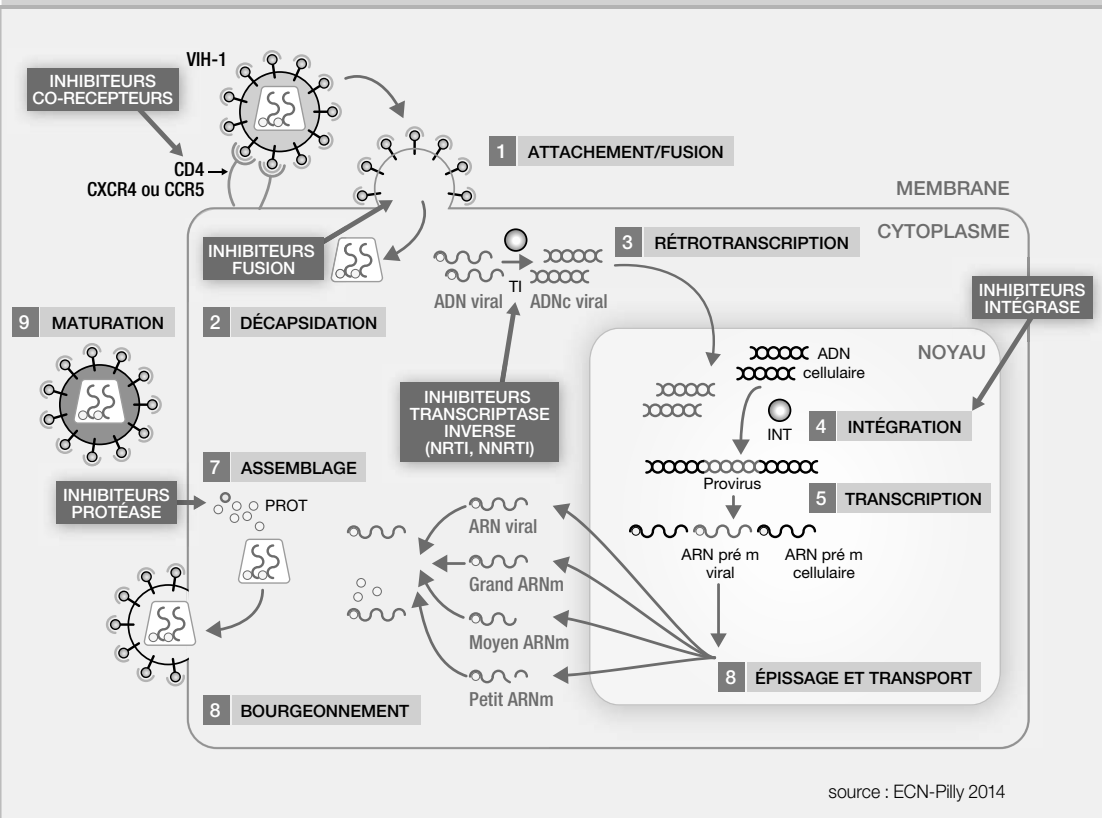 VIH-1
INHIBITEURS
CO-RECEPTEURS
CD4
CXCR4 ou CCR5
1 ATTACHEMENT/FUSION
MEMBRANE
CYTOPLASME
INHIBITEURS
FUSION
3 RÉTROTRANSCRIPTION
TI
ADN viral
ADNc viral
INHIBITEURS
INTÉGRASE
9 MATURATION
2 DÉCAPSIDATION
NOYAU
ADN
cellulaire
INHIBITEURS
TRANSCRIPTASE
INVERSE
(NRTI, NNRTI)
INT
4 INTÉGRATION
7 ASSEMBLAGE
Provirus
5 TRANSCRIPTION
INHIBITEURS
PROTÉASE
PROT
ARN viral
ARN pré m
viral
ARN pré m
cellulaire
Grand ARNm
Moyen ARNm
8 ÉPISSAGE ET TRANSPORT
Petit ARNm
8 BOURGEONNEMENT
source : ECN-Pilly 2014